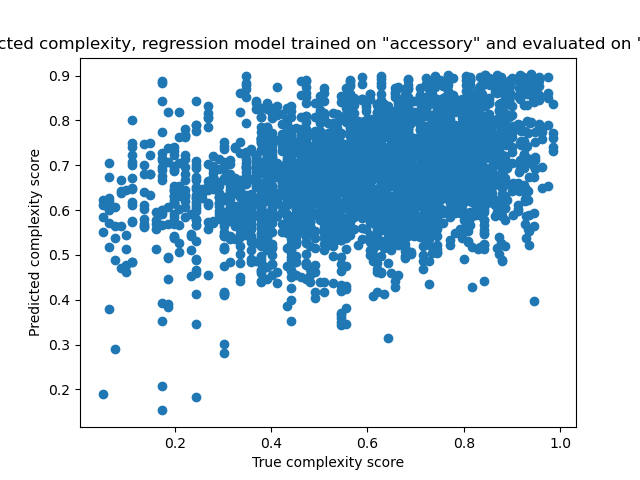 cted complexity, regression model trained on "accessory" and evaluated on "
0.9
0.8
0.7
0.6
0.5
0.4
0.3
0.2
Predicted complexity score
0.2 0.4 0.6 0.8 1.0
True complexity score